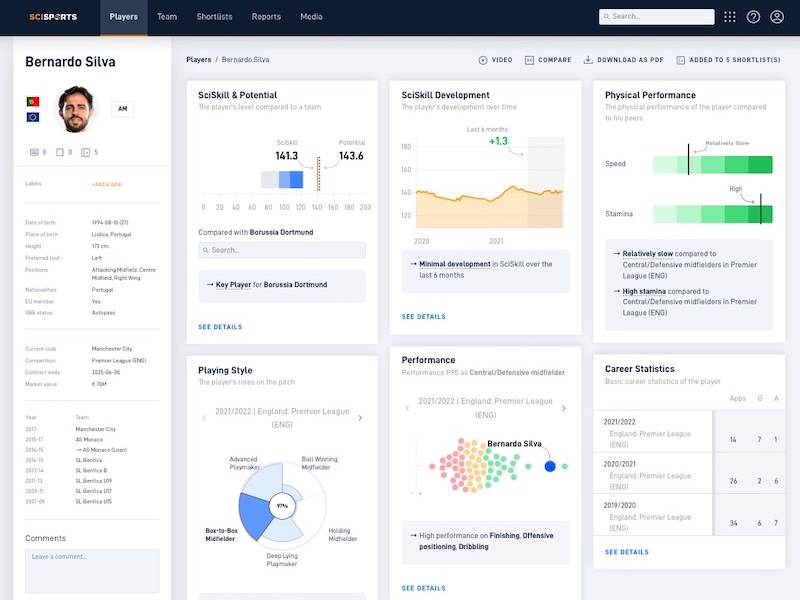 SCISPORTS
Players
Team
Shortlists
Reports
Media
Search...
Bernardo Silva
AM
0
0
5
Labels
+Add a label
Date of birth 1994-08-10 (27)
Place of birth Lisboa, Portugal
Height 173 cm
Preferred foot Left
Positions Attacking Midfield, Centre
Midfield, Right Wing
Nationalities Portugal
EU member Yes
GBE status Autopass
Current club Manchester City
Competition Premier League (ENG)
Contract ends 2025-06-30
Market value € 70M
Year Team
2017- Manchester City
2015-17 AS Monaco
2014-15 → AS Monaco (Loan)
2014-15 SL Benfica
2013-14 SL Benfica B
2011-13 SL Benfica U19
2009-11 SL Benfica U17
2007-09 SL Benfica U15
Comments
Leave a comment...
Players / Bernardo Silva
VIDEO
COMPARE
DOWNLOAD AS PDF
ADDED TO 5 SHORTLIST(S)
SciSkill & Potential
The player's level compared to a team
SciSkill
141.3
Potential
143.6
0 20 40 60 80 100 120 140 160 180 200
Compared with Borussia Dortmund
Search...
→ Key Player for Borussia Dortmund
SEE DETAILS
SciSkill Development
The player's development over time
Last 6 months
+1.3
180
160
140
120
2020 2021
→ Minimal development in SciSkill over the
last 6 months
SEE DETAILS
Physical Performance
The physical performance of the player compared
to his peers
Relatively Slow
Speed
High
Stamina
→ Relatively slow compared to
Central/Defensive midfielders in Premier
League (ENG)
→ High stamina compared to
Central/Defensive midfielders in Premier
League (ENG)
Playing Style
The player's roles on the pitch
2021/2022 | England. Premier League
(ENG)
Advanced
Playmaker
Ball Winning
Midfielder
97%
Box-to-Box
Midfielder
Holding
Midfielder
Deep Lying
Playmaker
Performance
Performance P90 as Central/Defensive midfielder
2021/2022 | England. Premier League
(ENG)
Bernardo Silva
→ High performance on Finishing, Offensive
positioning, Dribbling
SEE DETAILS
Career Statistics
Basic career statistics of the player
Apps G A
2021/2022
England. Premier League
(ENG)
14 7 1
2020/2021
England. Premier League
(ENG)
26 2 6
2019/2020
England. Premier League
(ENG)
34 6 7
SEE DETAILS